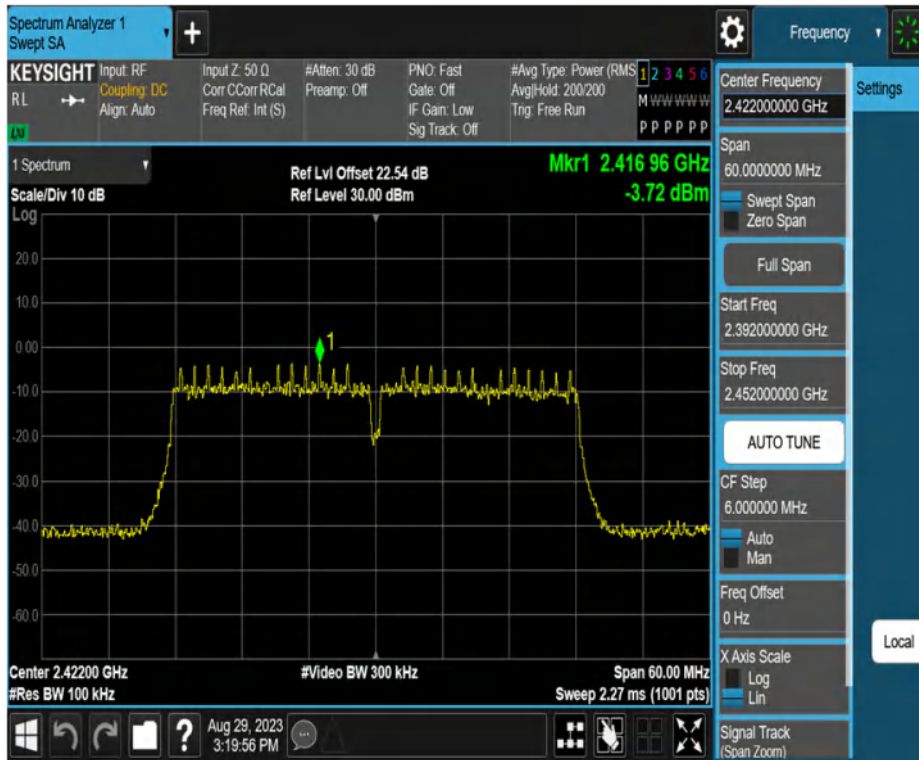 Spectrum Analyzer 1
Swept SA
+
Frequency
KEYSIGHT
RL
LXI
Input: RF
Coupling: DC
Align: Auto
Input Z: 50 Ω
Corr CCorr RCal
Freq Ref: Int (S)
#Atten: 30 dB
Preamp: Off
PNO: Fast
Gate: Off
IF Gain: Low
Sig Track: Off
#Avg Type: Power (RMS
Avg|Hold: 200/200
Trig: Free Run
1 2 3 4 5 6
M W W W W W
P P P P P P
1 Spectrum
Scale/Div 10 dB
Ref Lvl Offset 22.54 dB
Ref Level 30.00 dBm
Mkr1 2.416 96 GHz
-3.72 dBm
Log
20.0
10.0
0.00
-10.0
-20.0
-30.0
-40.0
-50.0
-60.0
1
Center 2.42200 GHz
#Video BW 300 kHz
Span 60.00 MHz
#Res BW 100 kHz
Sweep 2.27 ms (1001 pts)
?
Aug 29, 2023
3:19:56 PM
Center Frequency
2.422000000 GHz
Span
60.0000000 MHz
Swept Span
Zero Span
Full Span
Start Freq
2.392000000 GHz
Stop Freq
2.452000000 GHz
AUTO TUNE
CF Step
6.000000 MHz
Auto
Man
Freq Offset
0 Hz
X Axis Scale
Log
Lin
Signal Track
(Span Zoom)
Settings
Local